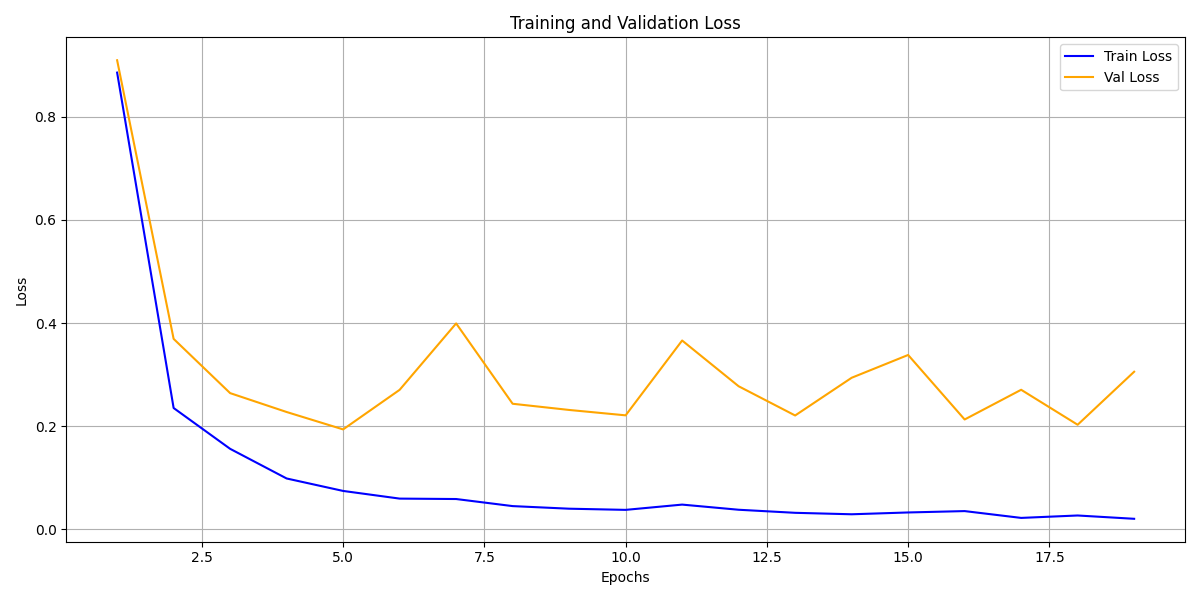 Training and Validation Loss
Train Loss
Val Loss
Loss
0.8
0.6
0.4
0.2
0.0
2.5 5.0 7.5 10.0 12.5 15.0 17.5
Epochs